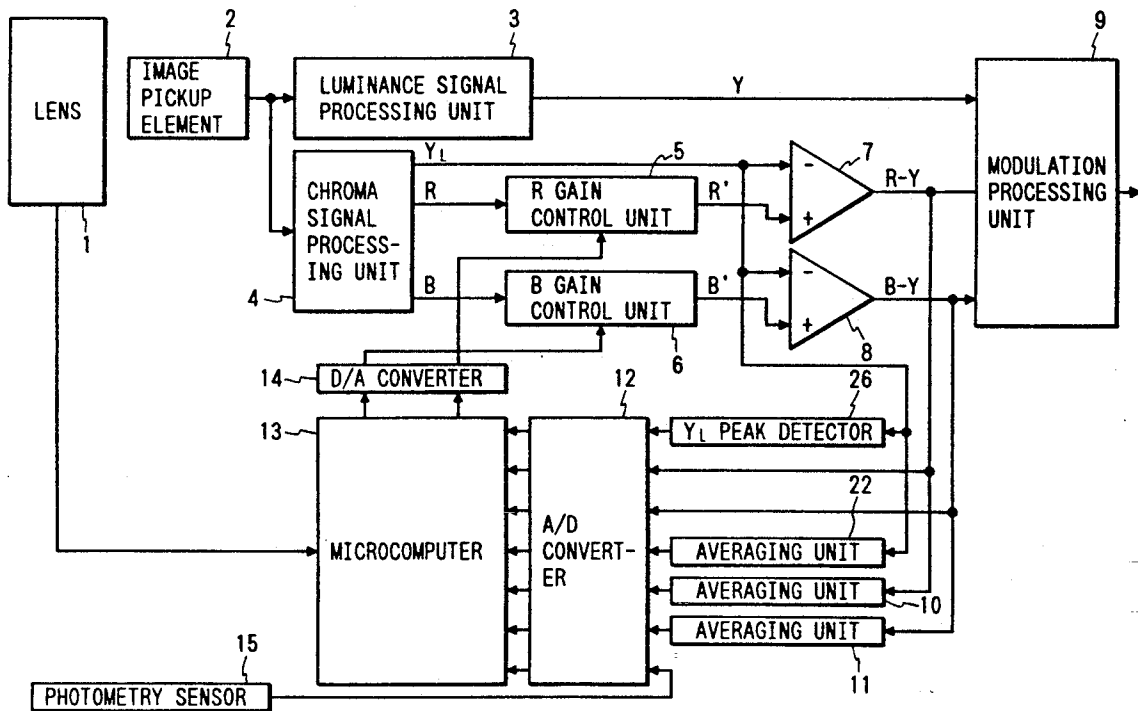 2
3
9
LENS
IMAGE
PICKUP
ELEMENT
LUMINANCE SIGNAL
PROCESSING UNIT
Y
MODULATION
PROCESSING
UNIT
1
YL
5
7
CHROMA
SIGNAL
PROCESS-
ING UNIT
4
R
R GAIN
CONTROL UNIT
R'
-
+
R-Y
B
B GAIN
CONTROL UNIT
6
B'
-
+
8
B-Y
14
D/A CONVERTER
12
26
13
MICROCOMPUTER
A/D
CONVERT-
ER
YL PEAK DETECTOR
22
AVERAGING UNIT
AVERAGING UNIT
10
AVERAGING UNIT
11
15
PHOTOMETRY SENSOR